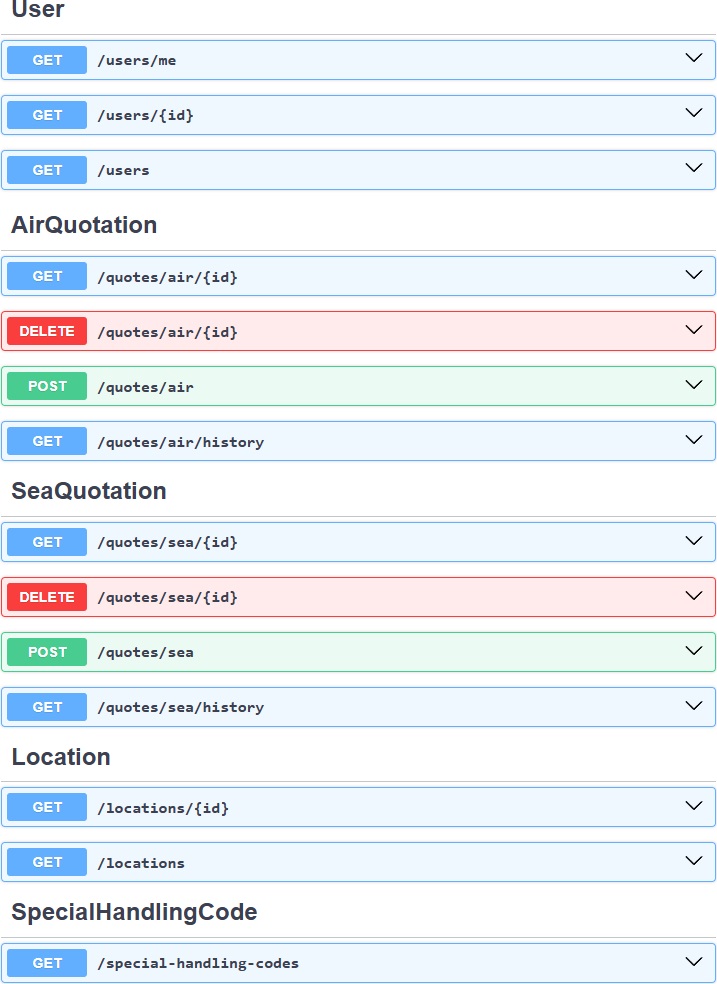 User
GET /users/me
GET /users/{id}
GET /users
AirQuotation
GET /quotes/air/{id}
DELETE /quotes/air/{id}
POST /quotes/air
GET /quotes/air/history
SeaQuotation
GET /quotes/sea/{id}
DELETE /quotes/sea/{id}
POST /quotes/sea
GET /quotes/sea/history
Location
GET /locations/{id}
GET /locations
SpecialHandlingCode
GET /special-handling-codes